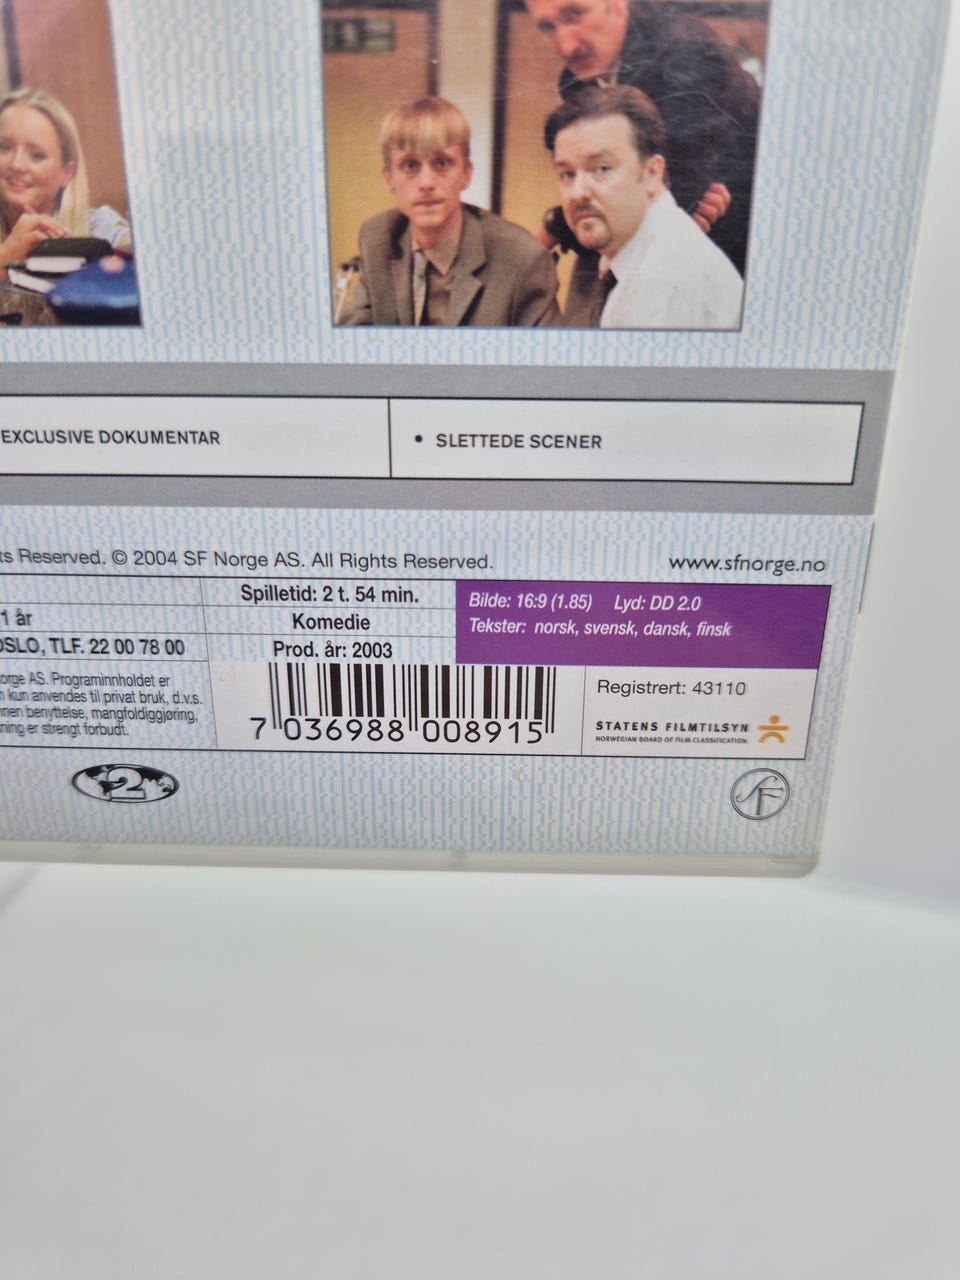 EXCLUSIVE DOKUMENTAR
• SLETTEDE SCENER
ts Reserved. © 2004 SF Norge AS. All Rights Reserved.
www.sfnorge.no
1 år
OSLO, TLF. 22 00 78 00
orge AS. Programinnholdet er
n kun anvendes til privat bruk, d.v.s.
nnen benyttelse, mangfoldiggjøring,
ning er strengt forbudt.
Spilletid: 2 t. 54 min.
Komedie
Prod. år: 2003
7 036988 008915
Bilde: 16:9 (1.85) Lyd: DD 2.0
Tekster: norsk, svensk, dansk, finsk
Registrert: 43110
STATENS FILMTILSYN
NORWEGIAN BOARD OF FILM CLASSIFICATION
2
SF